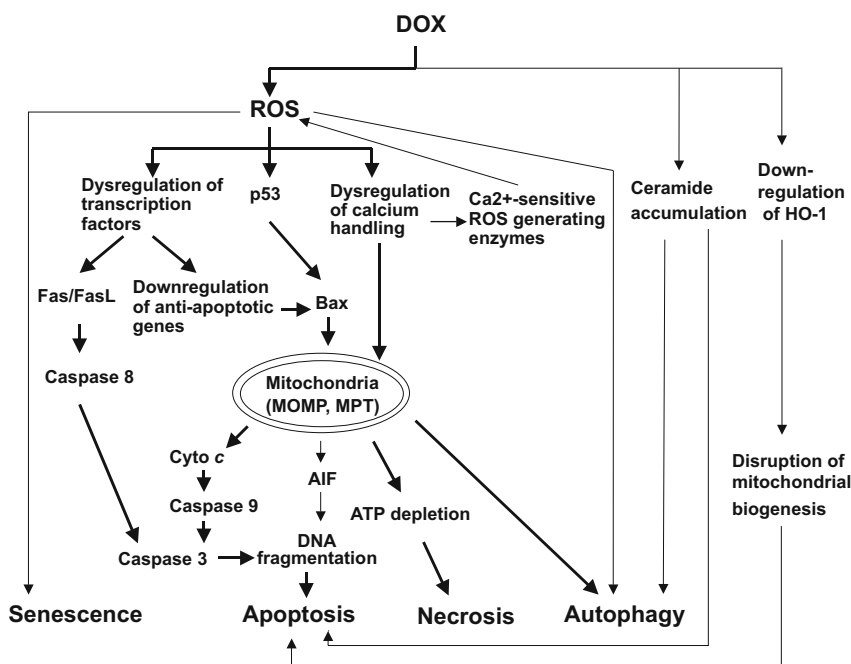 DOX
ROS
Dysregulation of
transcription
factors
p53
Dysregulation
of calcium
handling
Ca2+-sensitive
ROS generating
enzymes
Ceramide
accumulation
Down-
regulation
of HO-1
Fas/FasL
Downregulation
of anti-apoptotic
genes
Bax
Caspase 8
Mitochondria
(MOMP, MPT)
Cyto c
AIF
Caspase 9
ATP depletion
Disruption of
mitochondrial
biogenesis
Caspase 3
DNA
fragmentation
Senescence
Apoptosis
Necrosis
Autophagy